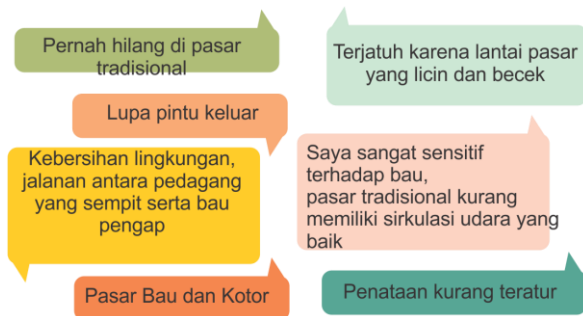 Pernah hilang di pasar
tradisional
Terjatuh karena lantai pasar
yang licin dan becek
Lupa pintu keluar
Kebersihan lingkungan,
jalanan antara pedagang
yang sempit serta bau
pengap
Saya sangat sensitif
terhadap bau,
pasar tradisional kurang
memiliki sirkulasi udara yang
baik
Pasar Bau dan Kotor
Penataan kurang teratur